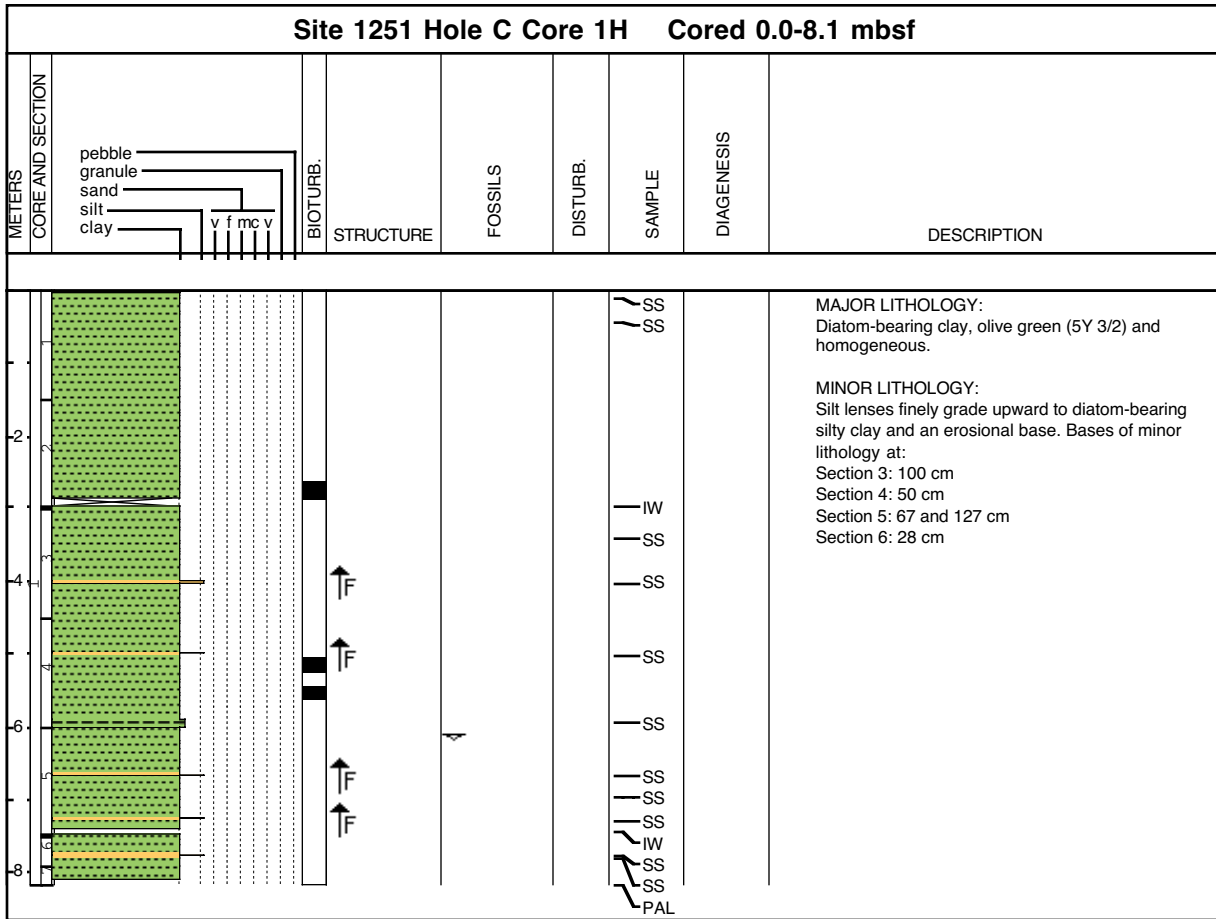 Site 1251 Hole C Core 1H Cored 0.0-8.1 mbsf
METERS
CORE AND SECTION
pebble
granule
sand
silt
clay
v f mc v
BIOTURB.
STRUCTURE
FOSSILS
DISTURB.
SAMPLE
DIAGENESIS
DESCRIPTION
2
4
6
8
1
1
2
3
4
5
6
7
F
F
F
F
SS
SS
IW
SS
SS
SS
SS
SS
SS
SS
IW
SS
SS
PAL
MAJOR LITHOLOGY:
Diatom-bearing clay, olive green (5Y 3/2) and
homogeneous.
MINOR LITHOLOGY:
Silt lenses finely grade upward to diatom-bearing
silty clay and an erosional base. Bases of minor
lithology at:
Section 3: 100 cm
Section 4: 50 cm
Section 5: 67 and 127 cm
Section 6: 28 cm